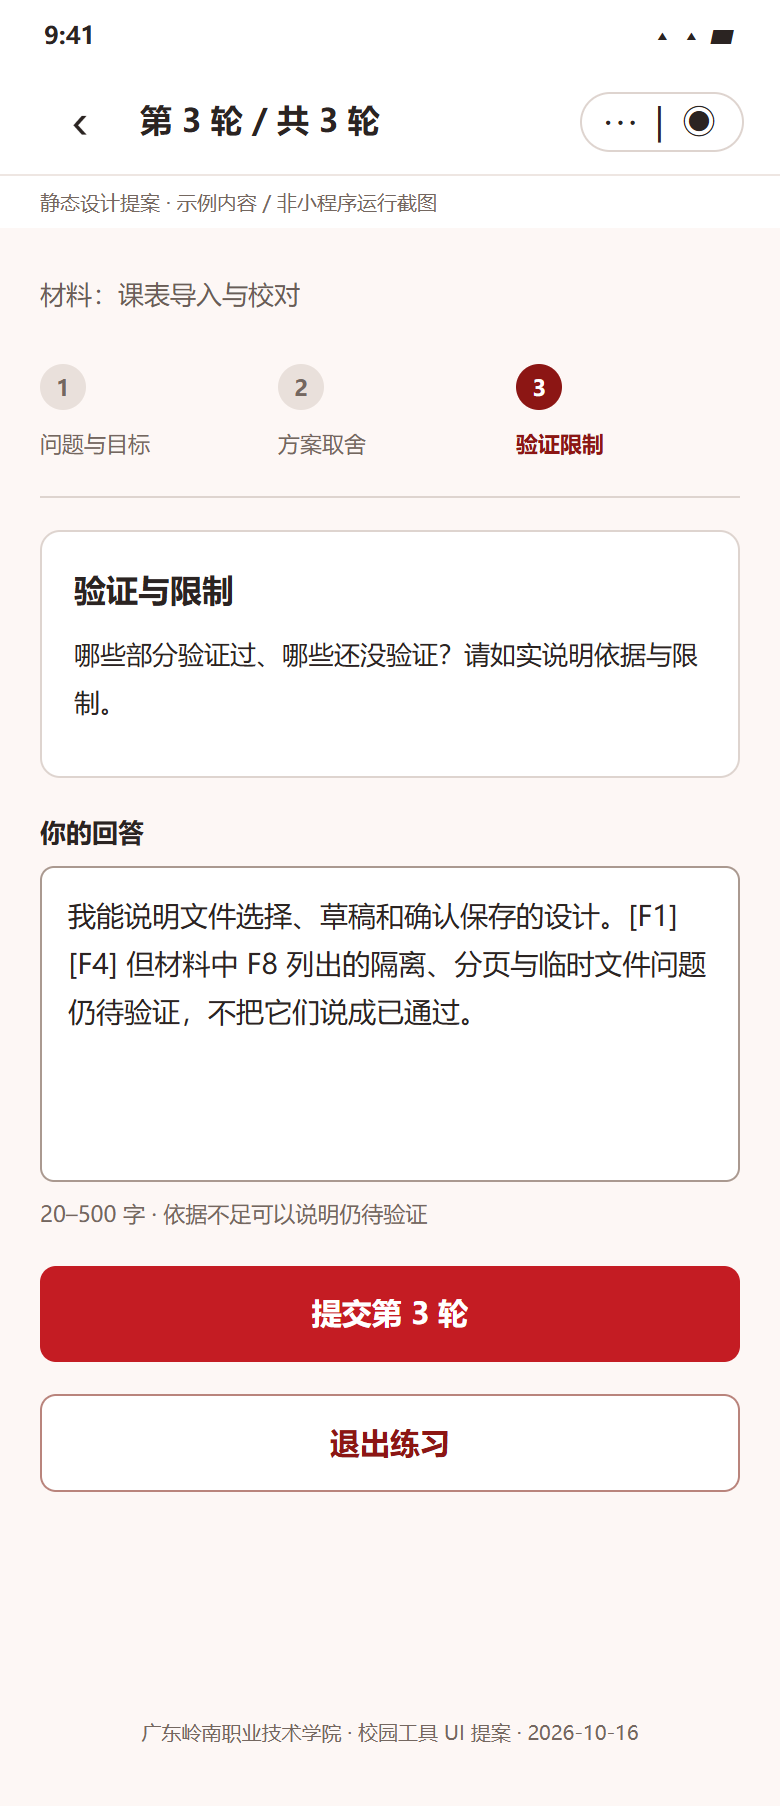 9:41
第 3 轮 / 共 3 轮
静态设计提案 · 示例内容 / 非小程序运行截图
材料：课表导入与校对
1
2
3
问题与目标
方案取舍
验证限制
验证与限制
哪些部分验证过、哪些还没验证？请如实说明依据与限
制。
你的回答
我能说明文件选择、草稿和确认保存的设计。[F1]
[F4] 但材料中 F8 列出的隔离、分页与临时文件问题
仍待验证，不把它们说成已通过。
20–500 字 · 依据不足可以说明仍待验证
提交第 3 轮
退出练习
广东岭南职业技术学院 · 校园工具 UI 提案 · 2026-10-16